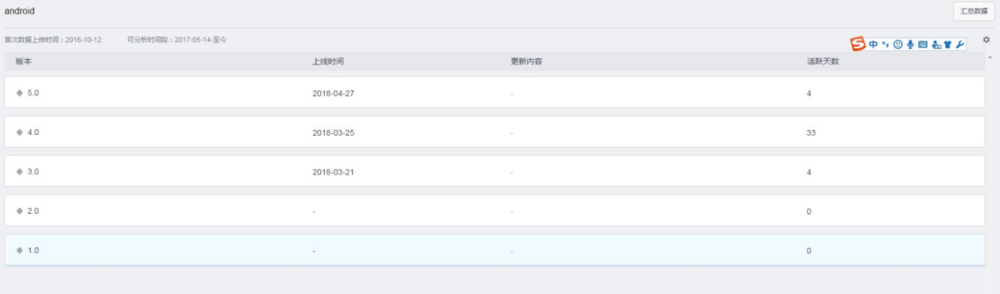 android 汇总数据
首次数据上传时间：2016-10-12 可分析时间段：2017-05-14-至今
中
版本 上线时间 更新内容 活跃天数
5.0 2018-04-27 - 4
4.0 2018-03-25 - 33
3.0 2018-03-21 - 4
2.0 - - 0
1.0 - - 0